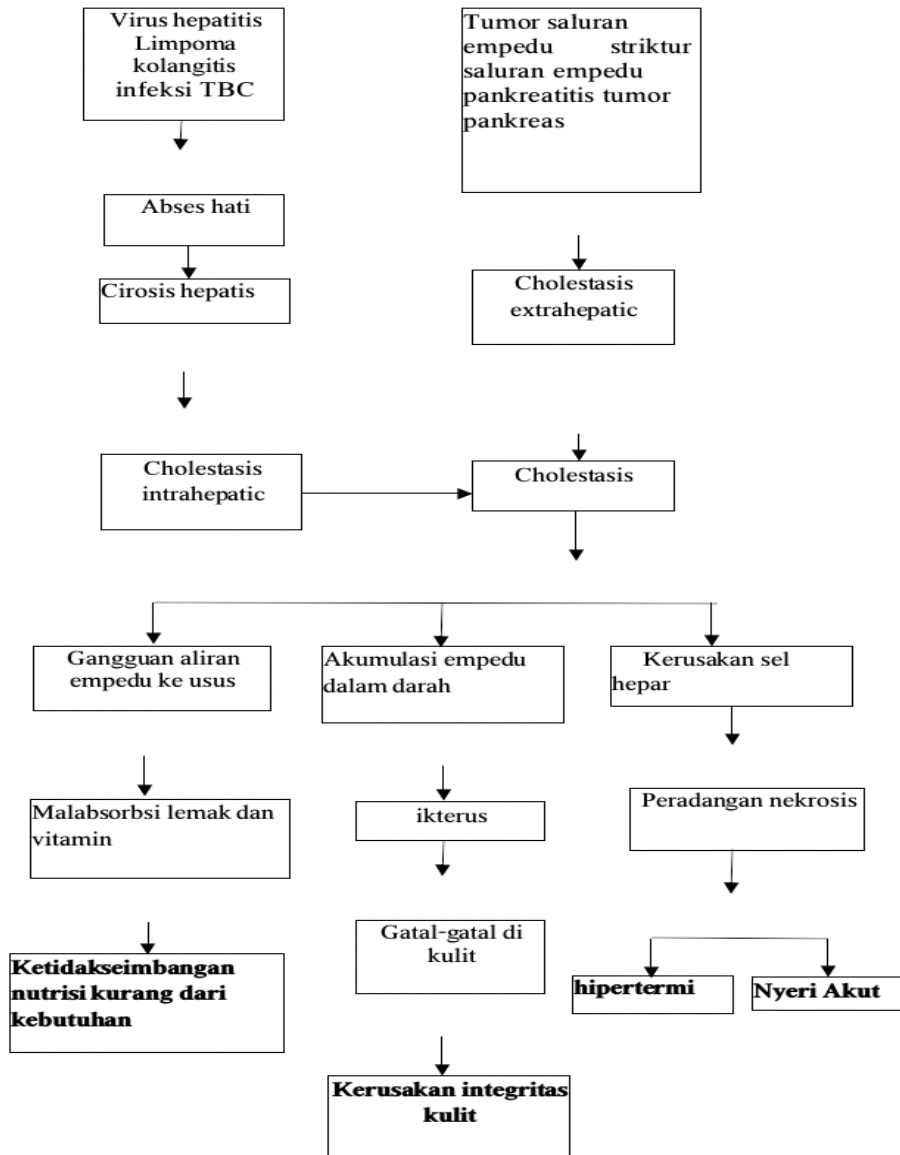 Virus hepatitis
Limpoma
kolangitis
infeksi TBC
Tumor saluran
empedu striktur
saluran empedu
pankreatitis tumor
pankreas
Abses hati
Cirosis hepatis
Cholestasis
extrahepatic
Cholestasis
intrahepatic
Cholestasis
Gangguan aliran
empedu ke usus
Akumulasi empedu
dalam darah
Kerusakan sel
hepar
Malabsorbsi lemak dan
vitamin
ikterus
Peradangan nekrosis
Gatal-gatal di
kulit
Ketidakseimbangan
nutrisi kurang dari
kebutuhan
hipertermi
Nyeri Akut
Kerusakan integritas
kulit